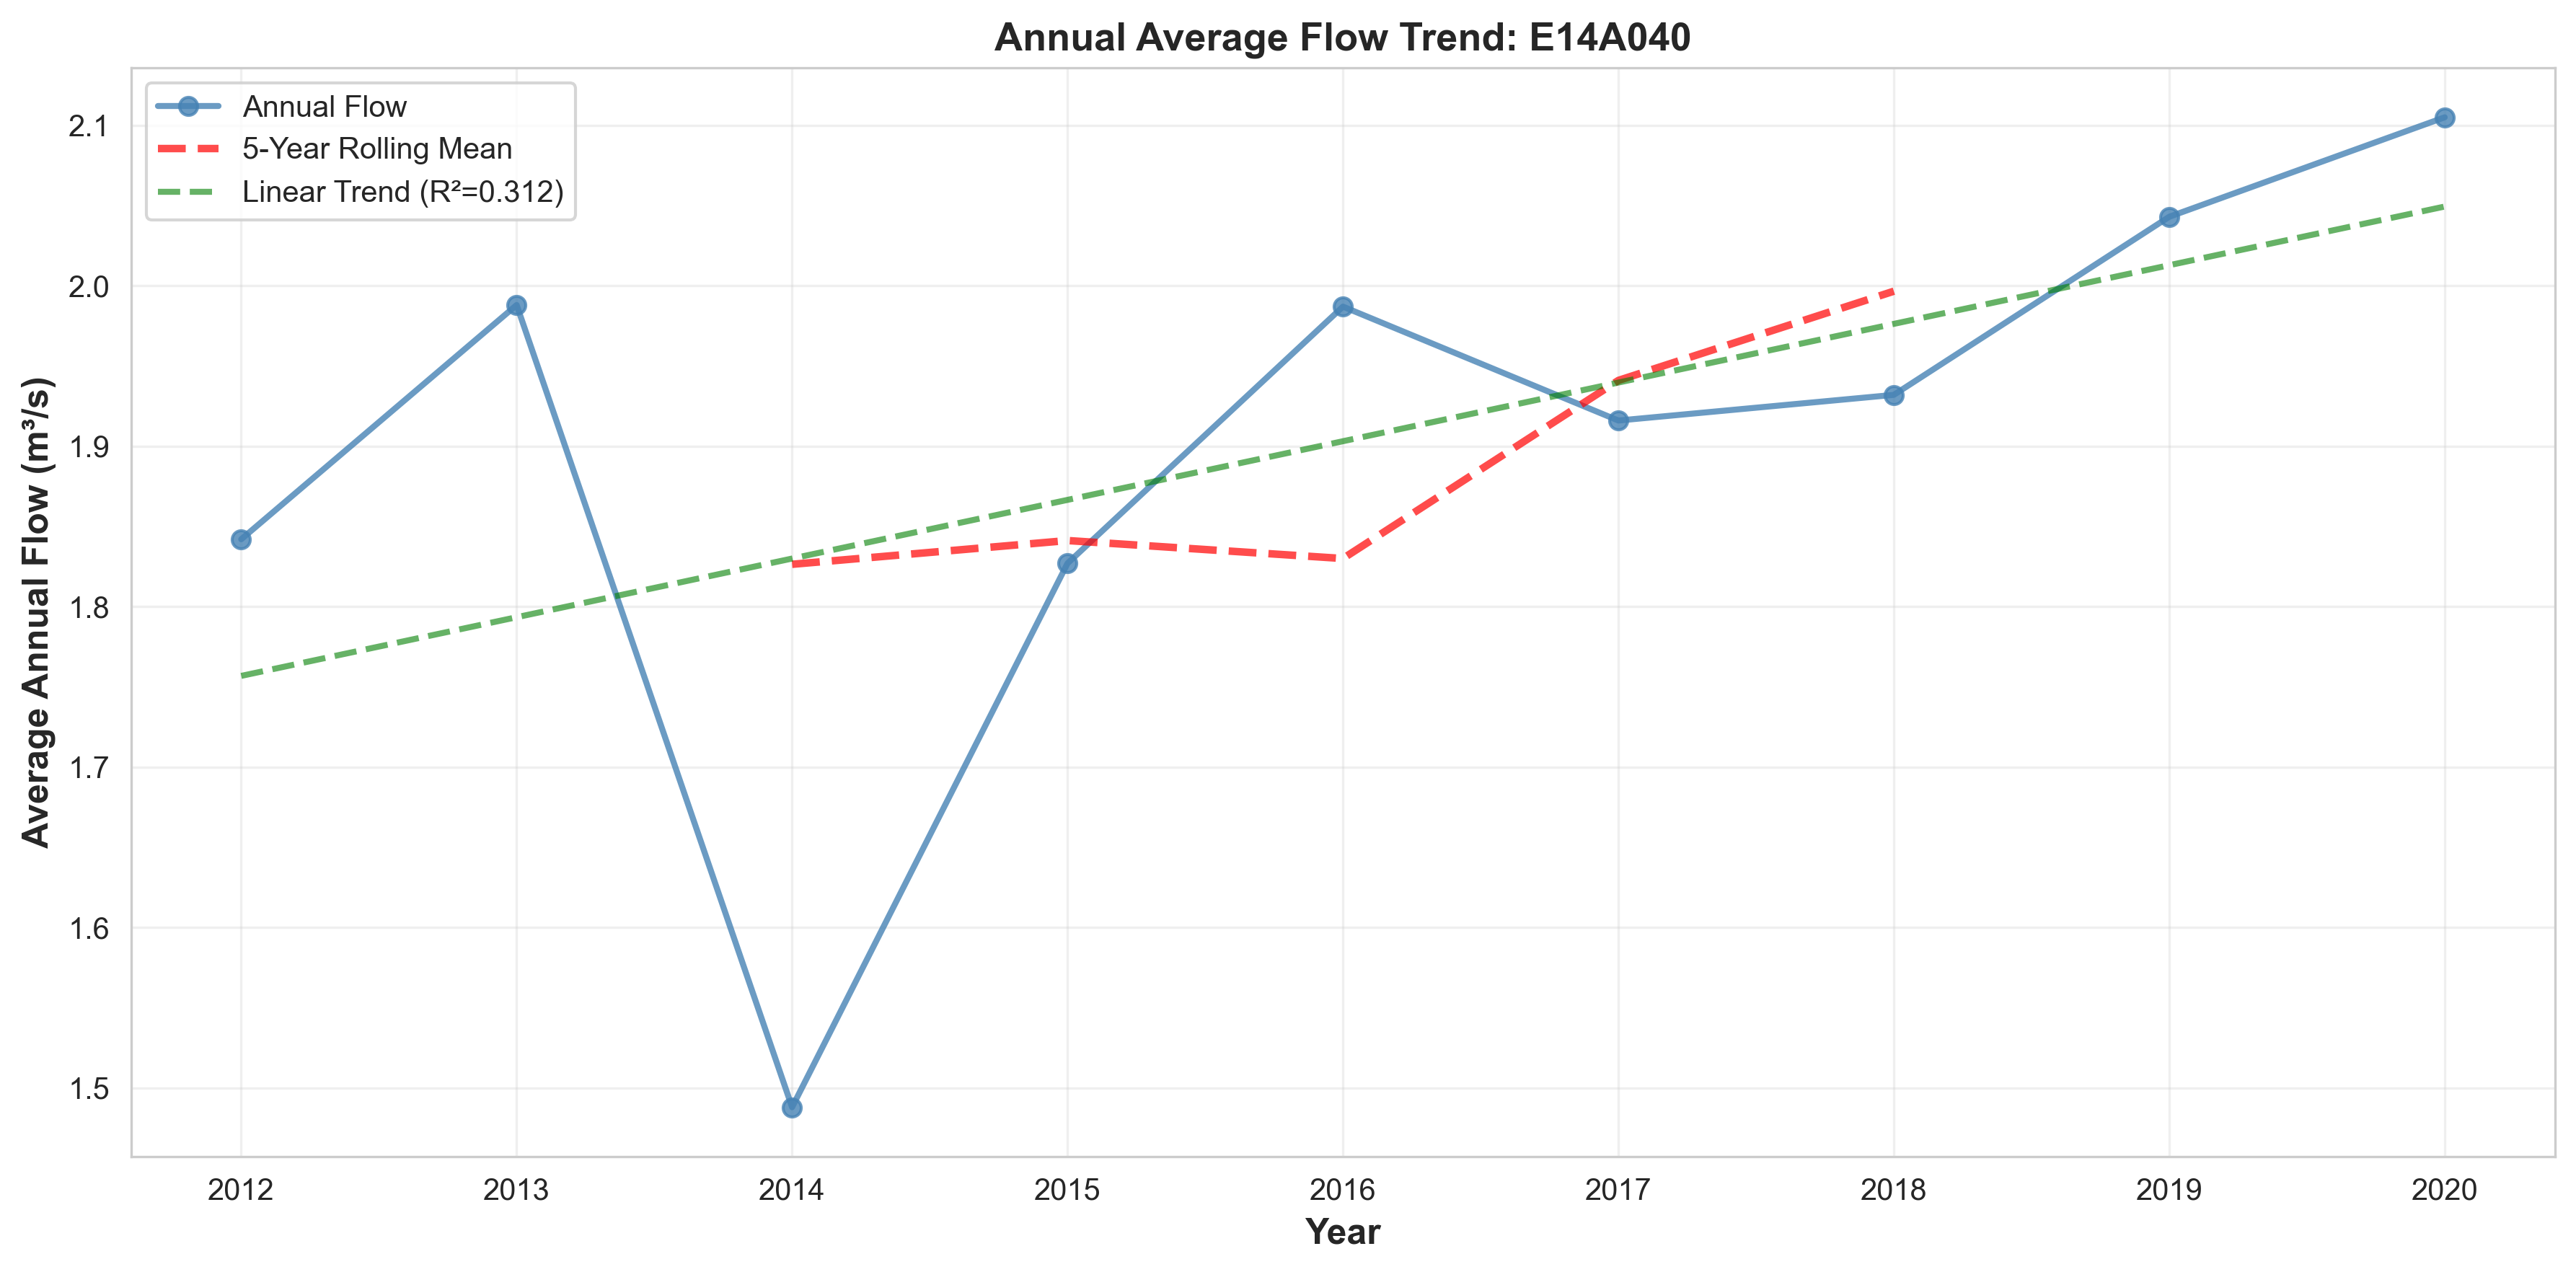 Annual Average Flow Trend: E14A040
Annual Flow
5-Year Rolling Mean
Linear Trend (R²=0.312)
Average Annual Flow (m³/s)
2.1
2.0
1.9
1.8
1.7
1.6
1.5
2012 2013 2014 2015 2016 2017 2018 2019 2020
Year